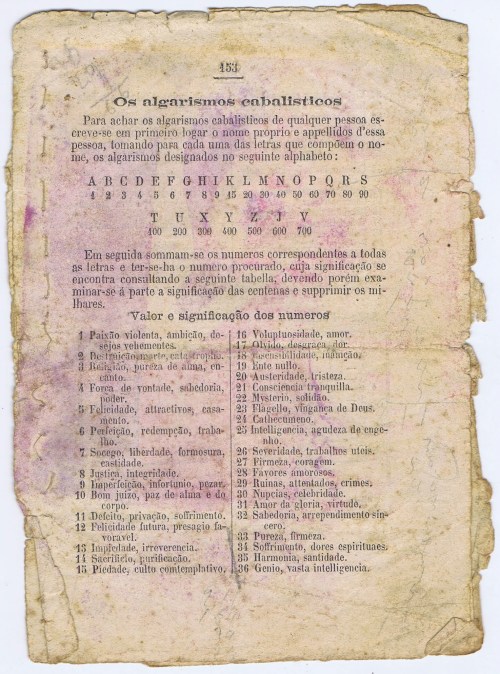 153
Os algarismos cabalisticos
Para achar os algarismos cabalisticos de qualquer pessoa es-
creve-se em primeiro logar o nome proprio e appellidos d'essa
pessoa, tomando para cada uma das letras que compõem o no-
me, os algarismos designados no seguinte alphabeto:
A B C D E F G H I K L M N O P Q R S
1 2 3 4 5 6 7 8 9 15 20 30 40 50 60 70 80 90
T U X Y Z J V
100 200 300 400 500 600 700
Em seguida sommam-se os numeros correspondentes a todas
as letras e ter-se-ha o numero procurado, cuja significação se
encontra consultando a seguinte tabella, devendo porém exa-
minar-se á parte a significação das centenas e supprimir os mi-
lhares.
Valor e significação dos numeros
1 Paixão violenta, ambição, de-
sejos vehementes.
2 Destruição, morte, catastrophe.
3 Religião, pureza de alma, en-
canto.
4 Força de vontade, sabedoria,
poder.
5 Felicidade, attractivos, casa-
mento.
6 Perfeição, redempção, traba-
lho.
7 Socego, liberdade, formosura,
castidade.
8 Justiça, integridade.
9 Imperfeição, infortunio, pezar.
10 Bom juizo, paz de alma e do
corpo.
11 Defeito, privação, soffrimento.
12 Felicidade futura, presagio fa-
voravel.
13 Impiedade, irreverencia.
14 Sacrificio, purificação.
15 Piedade, culto comtemplativo,
16 Voluptuosidade, amor.
17 Olvido, desgraça, dor.
18 Insensibilidade, inanição.
19 Ente nullo.
20 Austeridade, tristeza.
21 Consciencia tranquilla.
22 Mysterio, solidão.
23 Flagello, vingança de Deus.
24 Cathecumeno.
25 Intelligencia, agudeza de enge-
nho.
26 Severidade, trabalhos uteis.
27 Firmeza, coragem.
28 Favores amorosos.
29 Ruinas, attentados, crimes.
30 Nupcias, celebridade.
31 Amor da gloria, virtude.
32 Sabedoria, arrependimento sin-
cero.
33 Pureza, firmeza.
34 Soffrimento, dores espirituaes.
35 Harmonia, santidade.
36 Genio, vasta intelligencia.